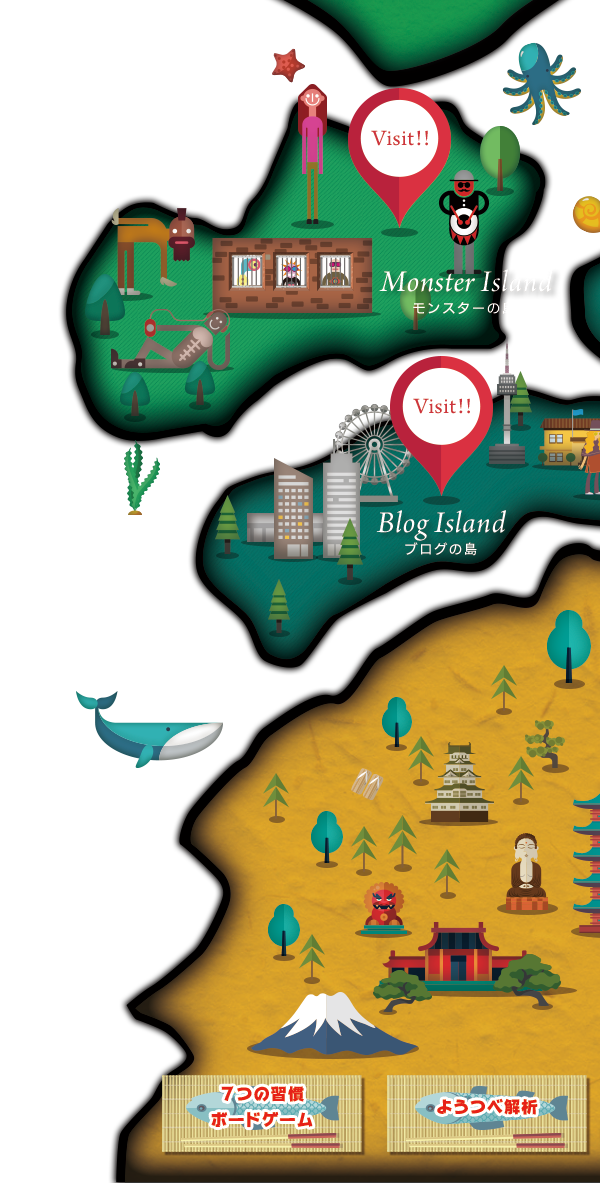 Visit!!
Monster Island
モンスターの島
Visit!!
Blog Island
ブログの島
7つの習慣
ボードゲーム
ようつべ解析